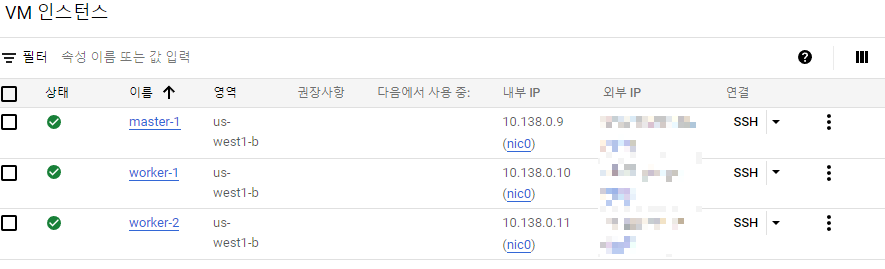 VM 인스턴스
필터 속성 이름 또는 값 입력
상태 이름 영역 권장사항 다음에서 사용 중: 내부 IP 외부 IP 연결
master-1 us-west1-b 10.138.0.9 (nic0) SSH
worker-1 us-west1-b 10.138.0.10 (nic0) SSH
worker-2 us-west1-b 10.138.0.11 (nic0) SSH